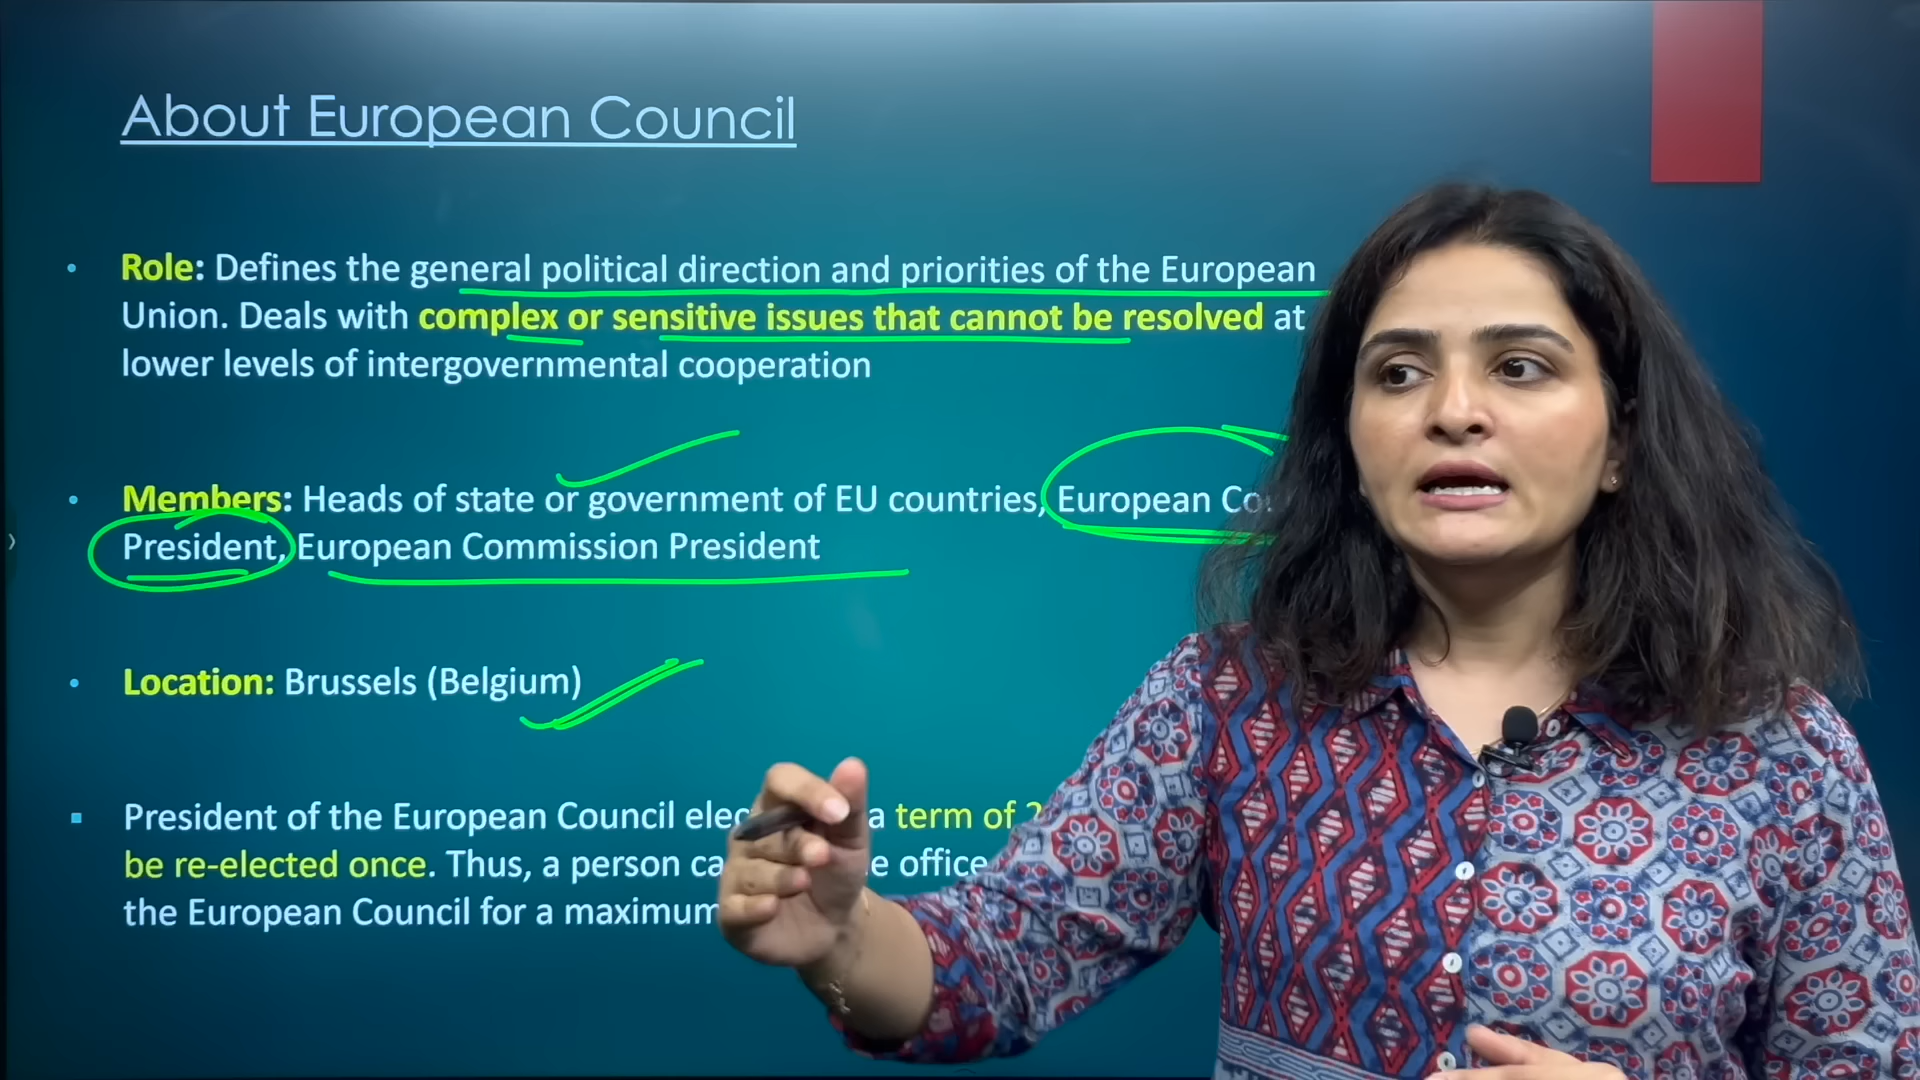 About European Council
Role: Defines the general political direction and priorities of the European
Union. Deals with complex or sensitive issues that cannot be resolved at
lower levels of intergovernmental cooperation
Members: Heads of state or government of EU countries, European
President, European Commission President
Location: Brussels (Belgium)
President of the European Council a term of
be re-elected once. Thus, a person office
the European Council for a maximum